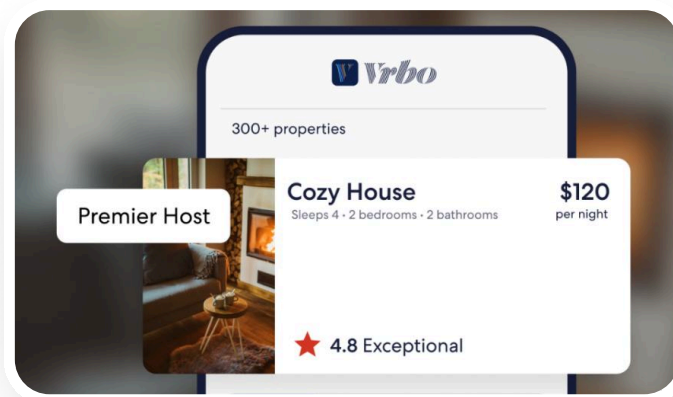 Vrbo
300+ properties
Premier Host
Cozy House
$120
Sleeps 4 · 2 bedrooms · 2 bathrooms
per night
4.8 Exceptional